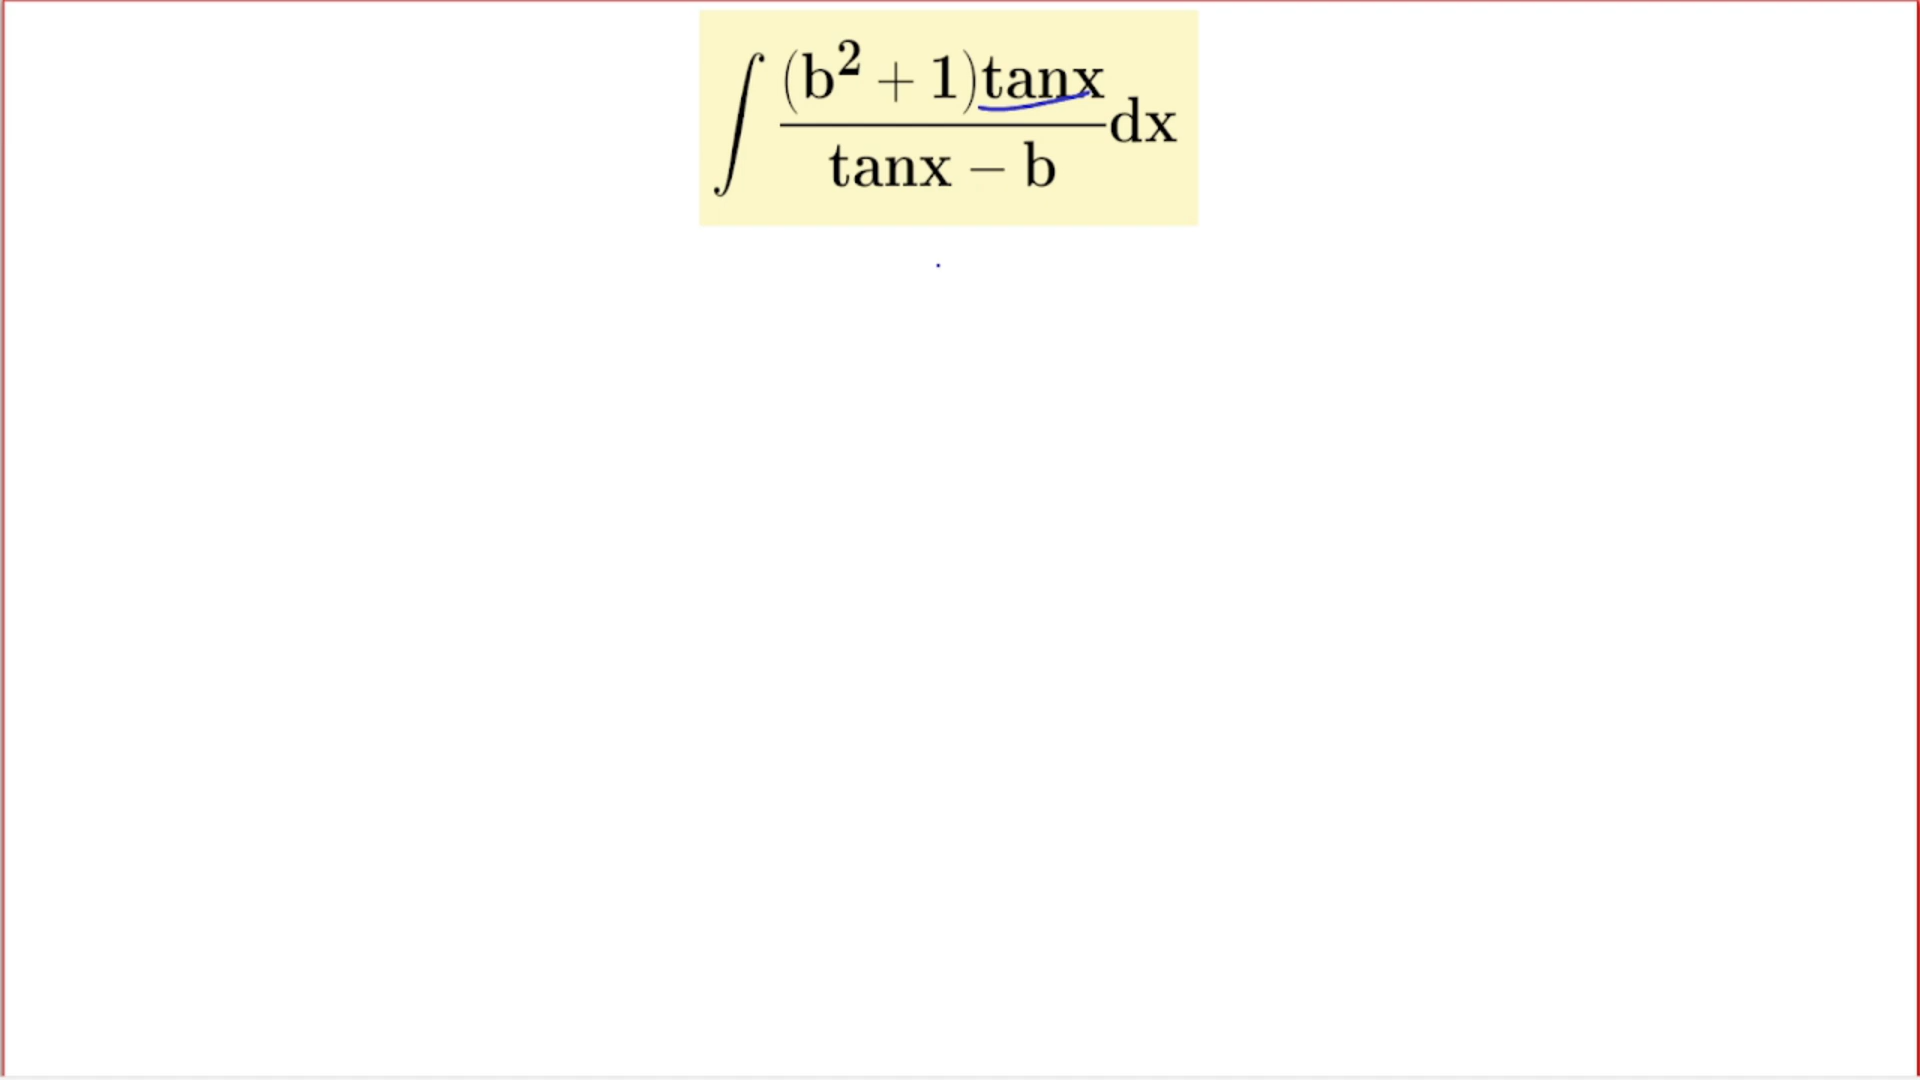 ∫ (b² + 1)tanx / tanx − b dx